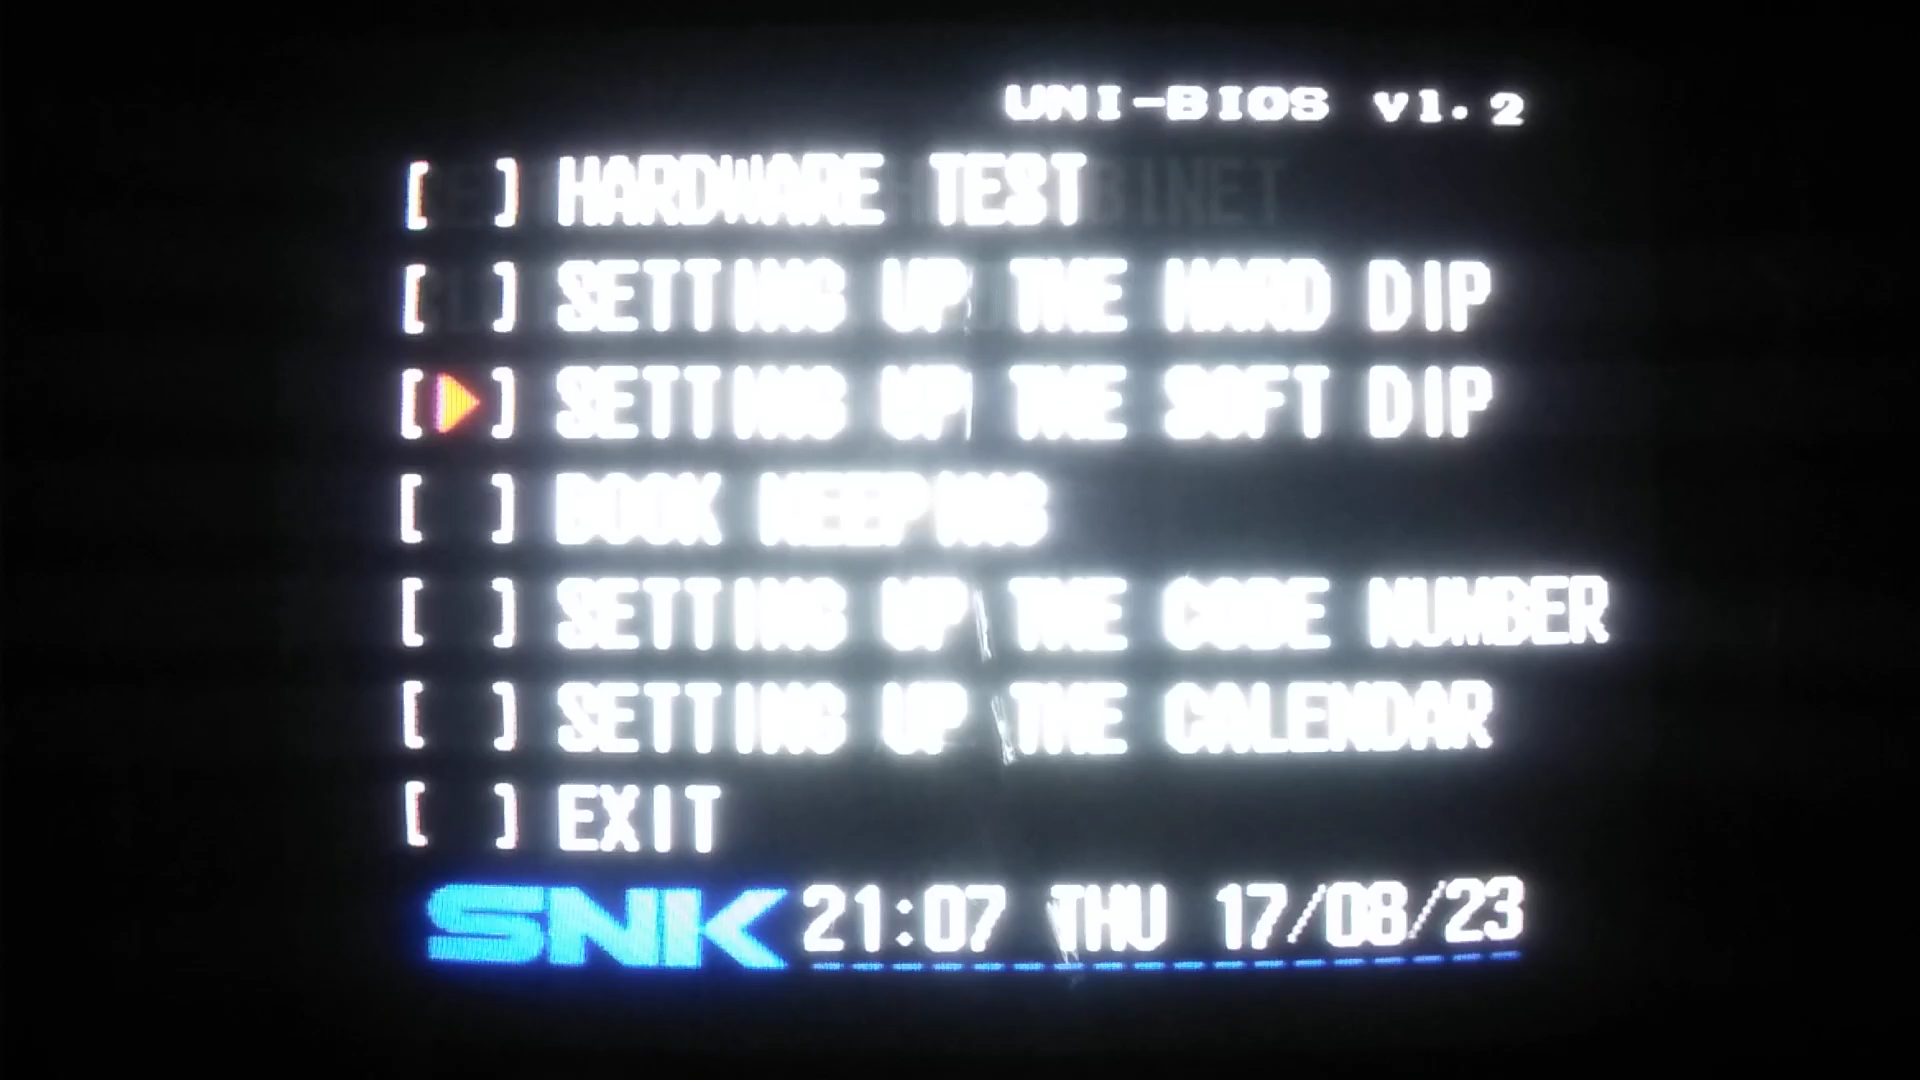 UNI-BIOS v1.2
[ ] HARDWARE TEST
[ ] SETTING UP THE HARD DIP
[▶] SETTING UP THE SOFT DIP
[ ] BOOK KEEPING
[ ] SETTING UP THE CODE NUMBER
[ ] SETTING UP THE CALENDAR
[ ] EXIT
SNK 21:07 THU 17/08/23